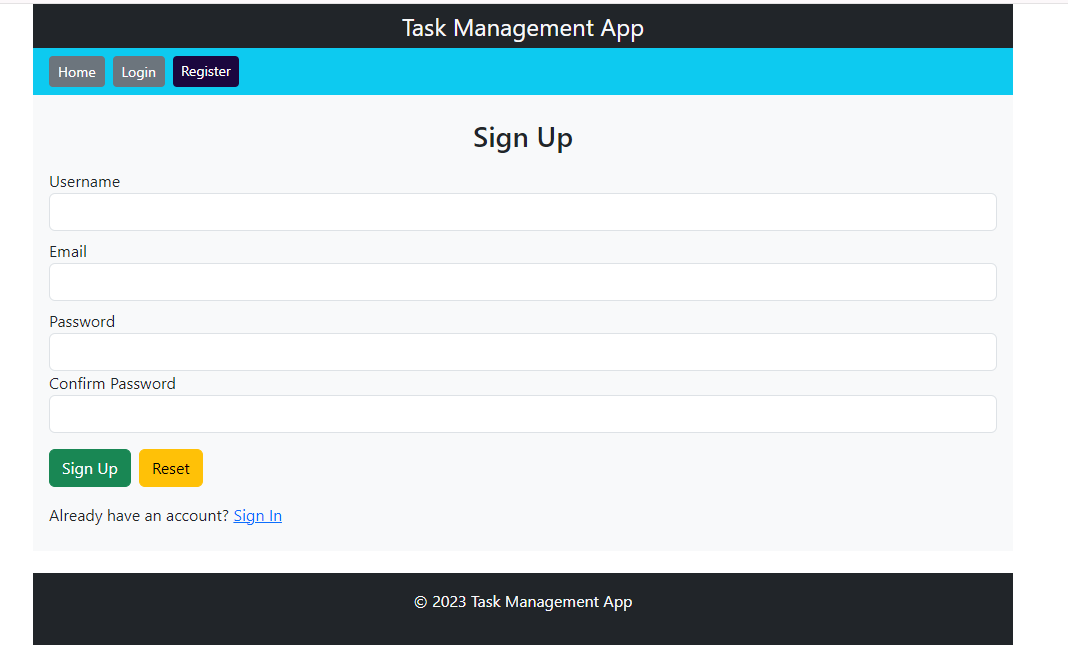 Task Management App
Home Login Register
Sign Up
Username
Email
Password
Confirm Password
Sign Up Reset
Already have an account? Sign In
© 2023 Task Management App